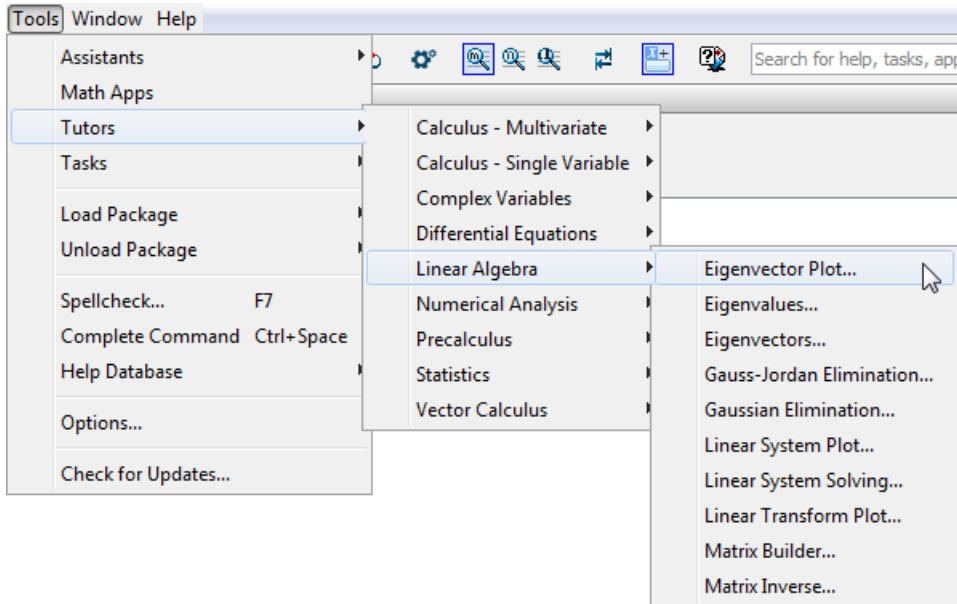 Tools Window Help
Search for help, tasks, app
Assistants
Math Apps
Tutors
Tasks
Load Package
Unload Package
Spellcheck... F7
Complete Command Ctrl+Space
Help Database
Options...
Check for Updates...
Calculus - Multivariate
Calculus - Single Variable
Complex Variables
Differential Equations
Linear Algebra
Numerical Analysis
Precalculus
Statistics
Vector Calculus
Eigenvector Plot...
Eigenvalues...
Eigenvectors...
Gauss-Jordan Elimination...
Gaussian Elimination...
Linear System Plot...
Linear System Solving...
Linear Transform Plot...
Matrix Builder...
Matrix Inverse...